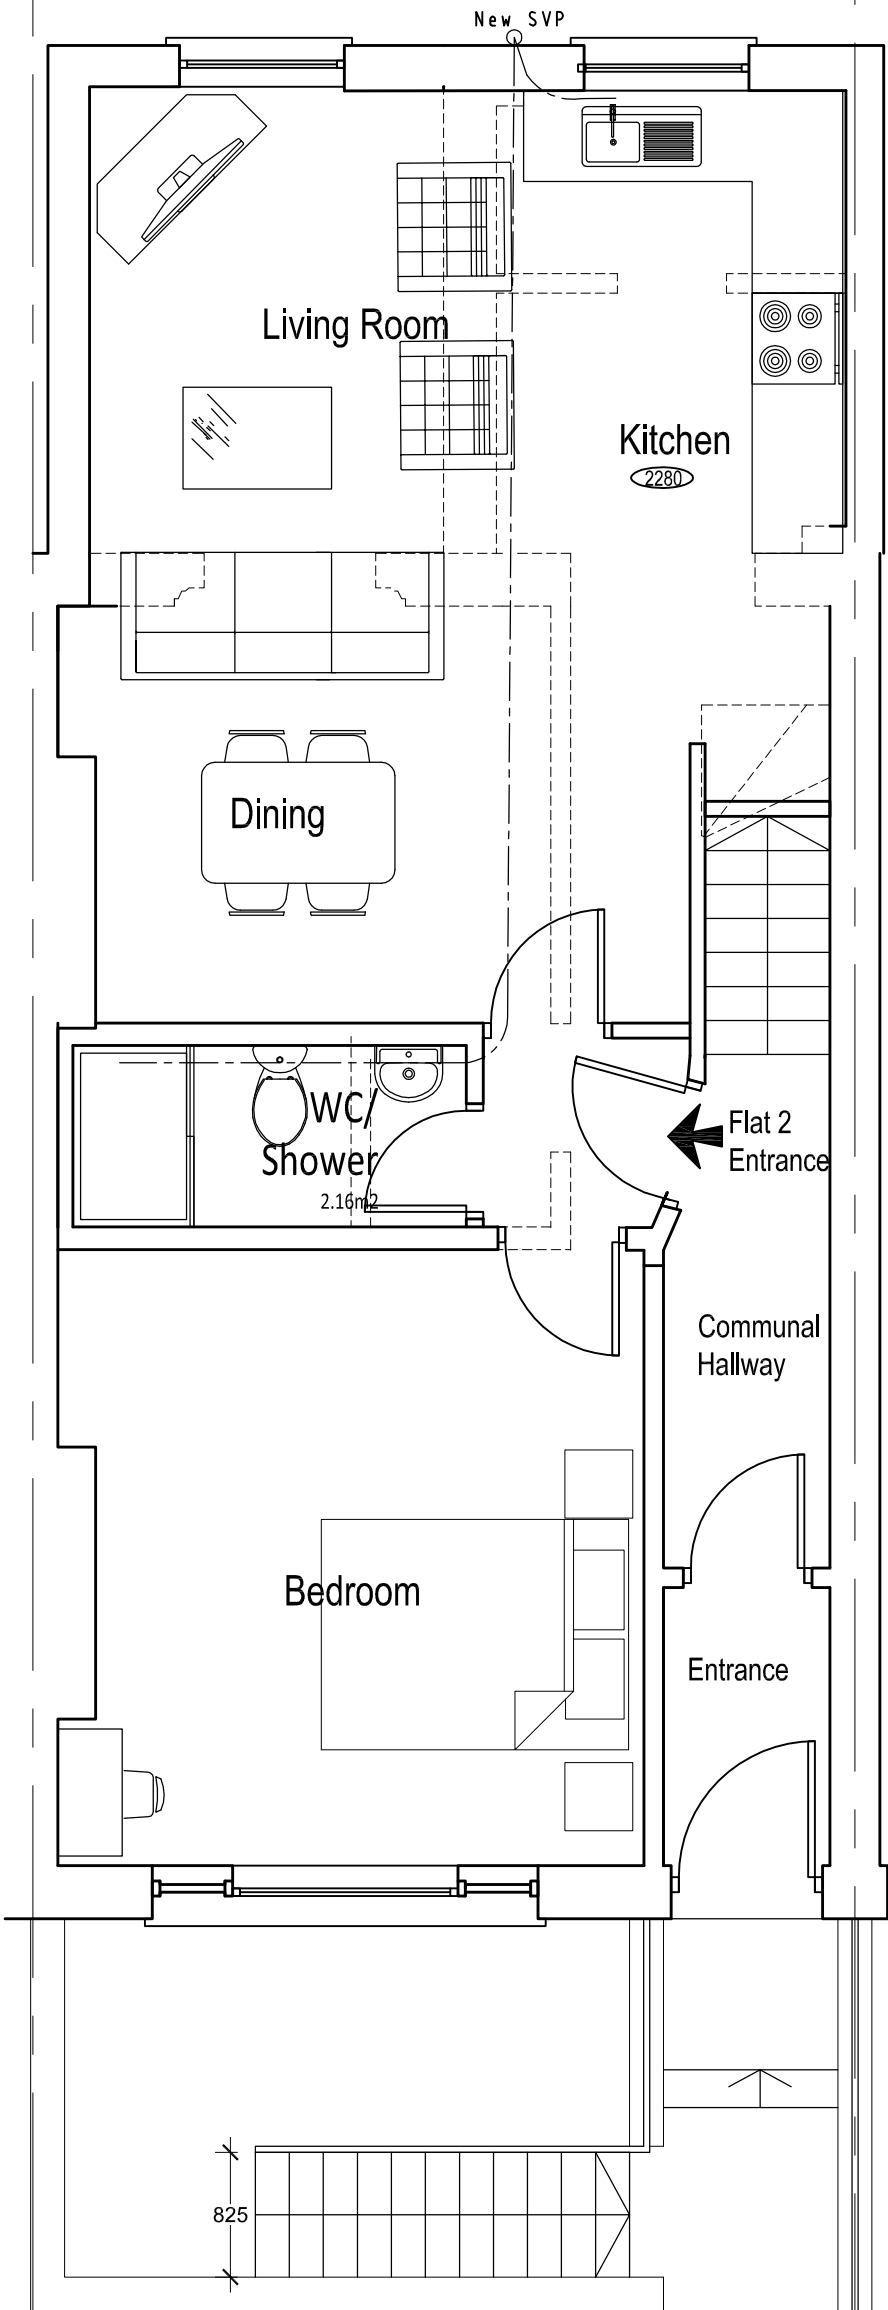 New SVP
Living Room
Kitchen
2280
Dining
WC/
Shower
2.16m2
Flat 2
Entrance
Communal
Hallway
Bedroom
Entrance
825